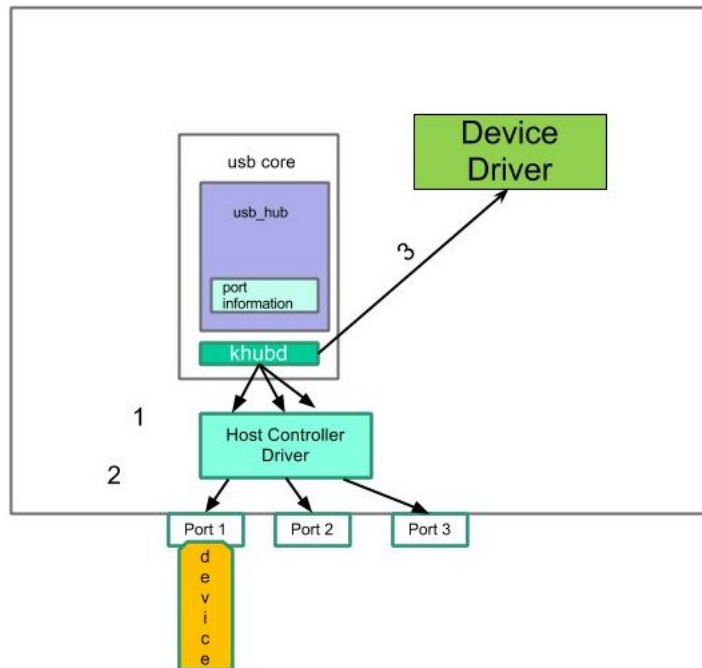 Device
Driver
usb core
usb_hub
port
information
3
khubd
1
Host Controller
Driver
2
Port 1
Port 2
Port 3
d
e
v
i
c
e